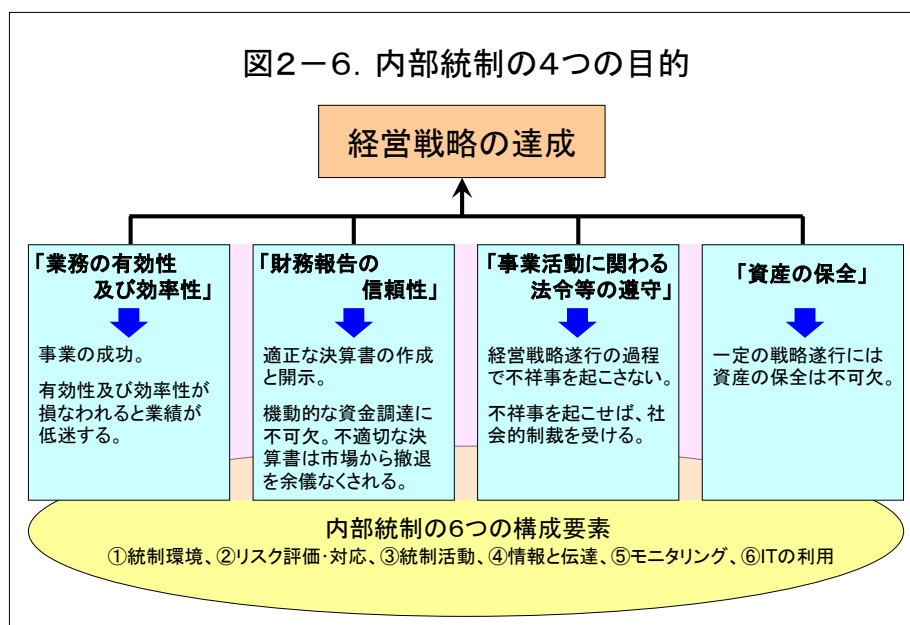 図2－6．内部統制の4つの目的
経営戦略の達成
「業務の有効性
及び効率性」
事業の成功。
有効性及び効率性が
損なわれると業績が
低迷する。
「財務報告の
信頼性」
適正な決算書の作成
と開示。
機動的な資金調達に
不可欠。不適切な決
算書は市場から撤退
を余儀なくされる。
「事業活動に関わる
法令等の遵守」
経営戦略遂行の過程
で不祥事を起こさない。
不祥事を起こせば、社
会的制裁を受ける。
「資産の保全」
一定の戦略遂行には
資産の保全は不可欠。
内部統制の6つの構成要素
①統制環境、②リスク評価・対応、③統制活動、④情報と伝達、⑤モニタリング、⑥ITの利用